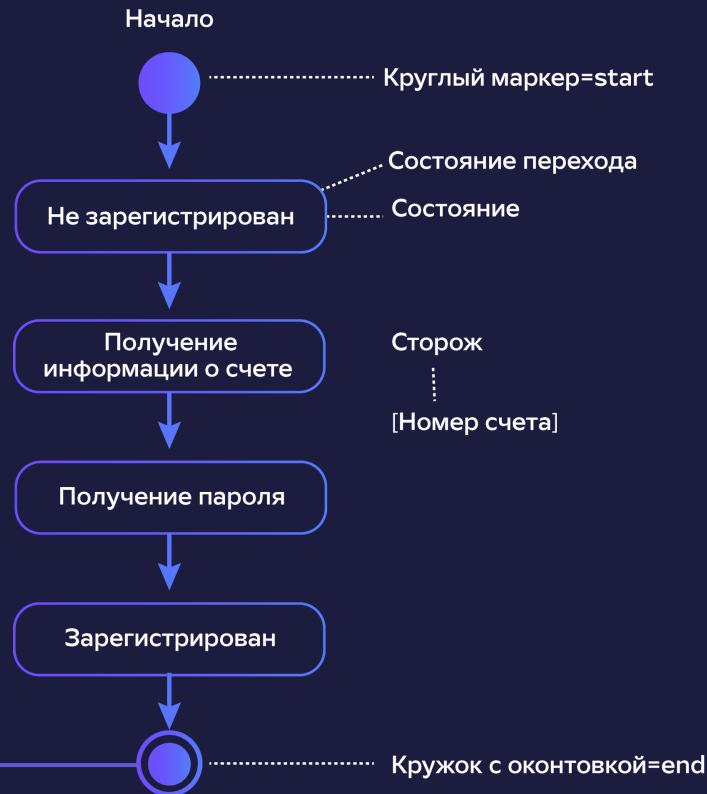 Начало
Круглый маркер=start
Состояние перехода
Не зарегистрирован
Состояние
Получение
информации о счете
Сторож
[Номер счета]
Получение пароля
Зарегистрирован
Кружок с оконтовкой=end